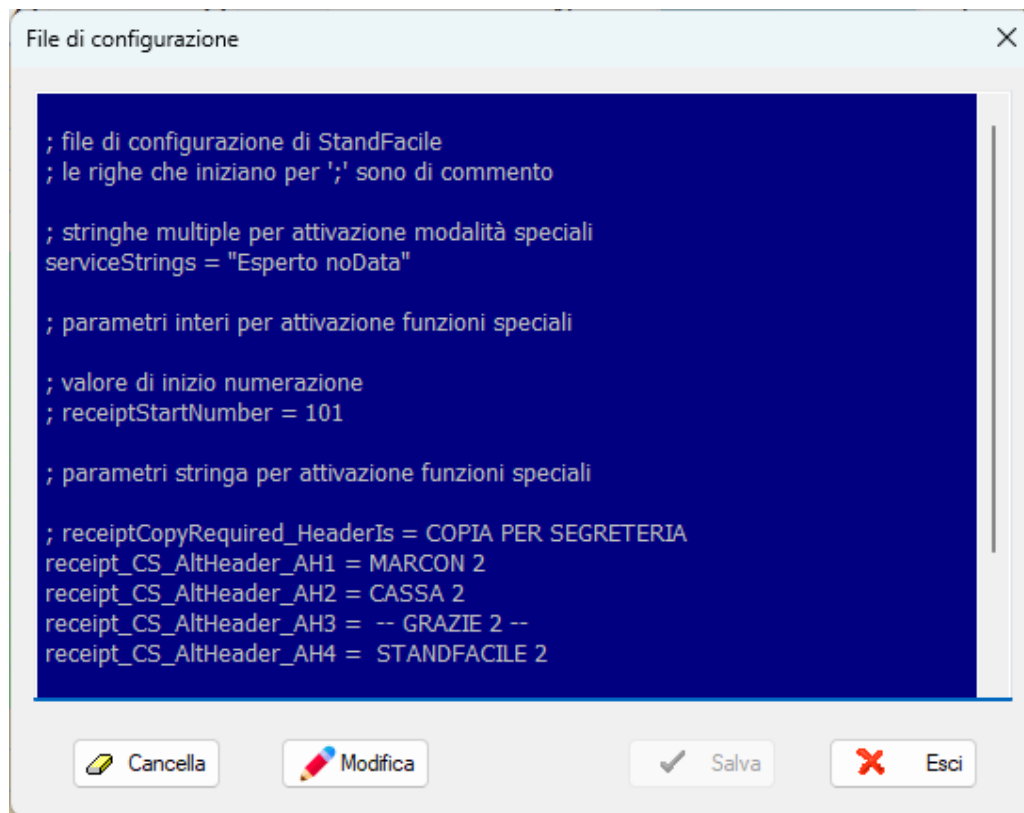 File di configurazione
; file di configurazione di StandFacile
; le righe che iniziano per ';' sono di commento
; stringhe multiple per attivazione modalità speciali
serviceStrings = "Esperto noData"
; parametri interi per attivazione funzioni speciali
; valore di inizio numerazione
; receiptStartNumber = 101
; parametri stringa per attivazione funzioni speciali
; receiptCopyRequired_HeaderIs = COPIA PER SEGRETERIA
receipt_CS_AltHeader_AH1 = MARCON 2
receipt_CS_AltHeader_AH2 = CASSA 2
receipt_CS_AltHeader_AH3 =  -- GRAZIE 2 --
receipt_CS_AltHeader_AH4 =  STANDFACILE 2
Cancella Modifica Salva Esci